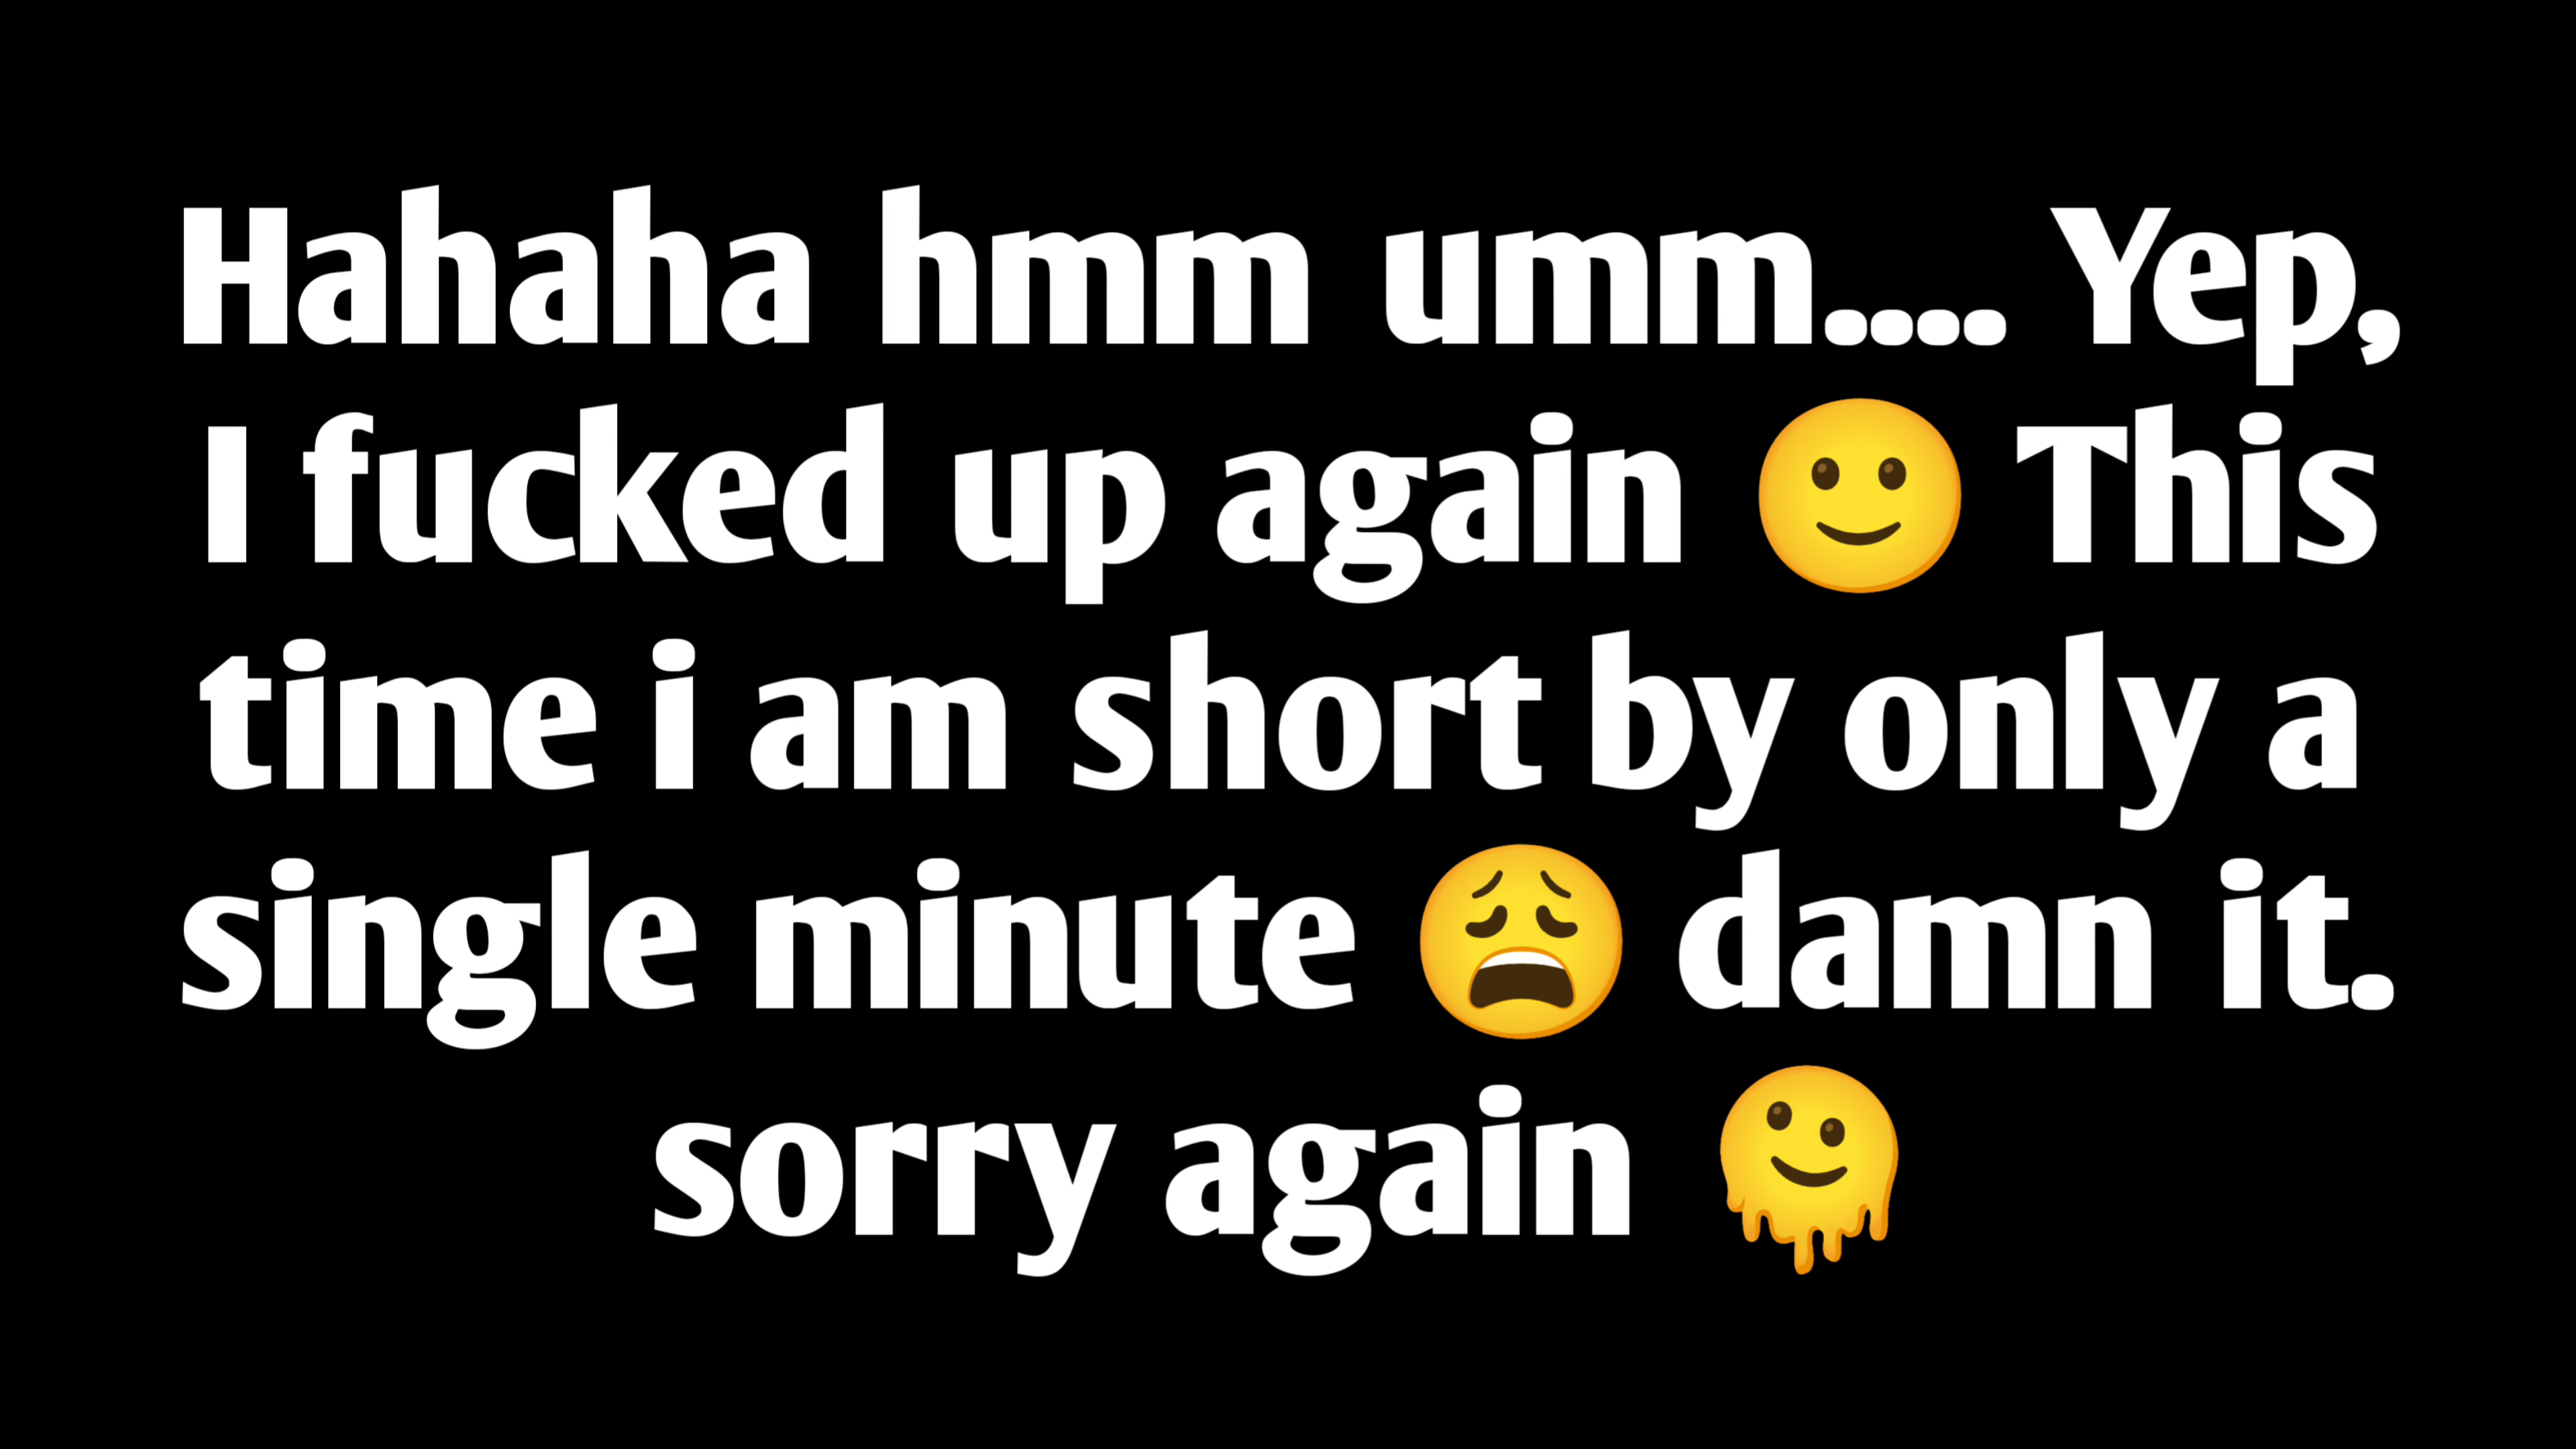 Hahaha hmm umm.... Yep,
I fucked up again 🙂 This
time i am short by only a
single minute 😩 damn it.
sorry again 🫠